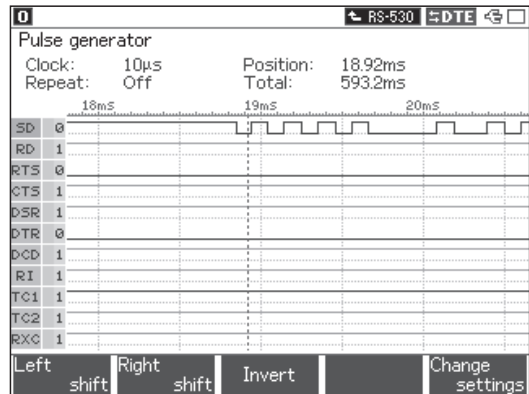 0 RS-530 DTE
Pulse generator
Clock: 10µs Position: 18.92ms
Repeat: Off Total: 593.2ms
18ms 19ms 20ms
SD 0
RD 1
RTS 0
CTS 1
DSR 1
DTR 0
DCD 1
RI 1
TC1 1
TC2 1
RXC 1
Left shift Right shift Invert Change settings